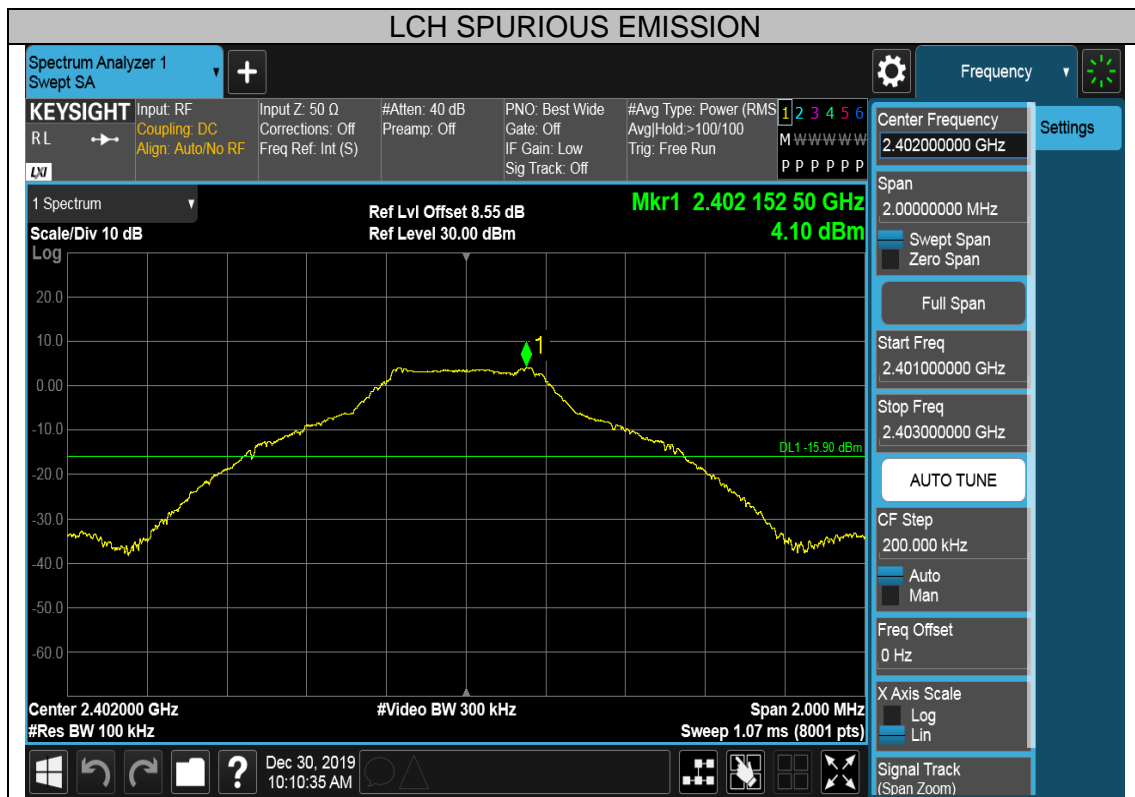 LCH SPURIOUS EMISSION
Spectrum Analyzer 1
Swept SA
Frequency
KEYSIGHT
RL
LXI
Input: RF
Coupling: DC
Align: Auto/No RF
Input Z: 50 Ω
Corrections: Off
Freq Ref: Int (S)
#Atten: 40 dB
Preamp: Off
PNO: Best Wide
Gate: Off
IF Gain: Low
Sig Track: Off
#Avg Type: Power (RMS
Avg|Hold:>100/100
Trig: Free Run
1 2 3 4 5 6
M W W W W W
P P P P P P
1 Spectrum
Scale/Div 10 dB
Ref Lvl Offset 8.55 dB
Ref Level 30.00 dBm
Mkr1 2.402 152 50 GHz
4.10 dBm
Log
20.0
10.0
0.00
-10.0
-20.0
-30.0
-40.0
-50.0
-60.0
1
DL1 -15.90 dBm
Center 2.402000 GHz
#Res BW 100 kHz
#Video BW 300 kHz
Span 2.000 MHz
Sweep 1.07 ms (8001 pts)
Dec 30, 2019
10:10:35 AM
?
Center Frequency
2.402000000 GHz
Settings
Span
2.00000000 MHz
Swept Span
Zero Span
Full Span
Start Freq
2.401000000 GHz
Stop Freq
2.403000000 GHz
AUTO TUNE
CF Step
200.000 kHz
Auto
Man
Freq Offset
0 Hz
X Axis Scale
Log
Lin
Signal Track
(Span Zoom)